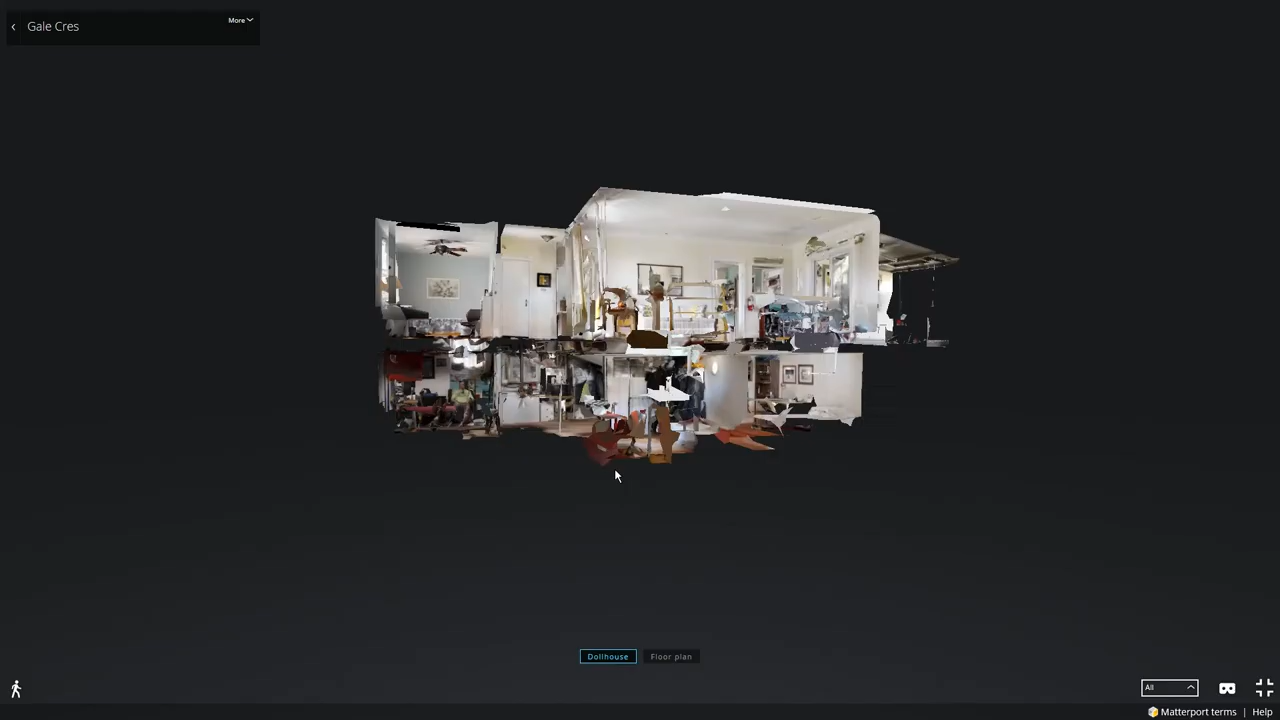 Gale Cres
More
Dollhouse
Floor plan
All
Matterport terms | Help